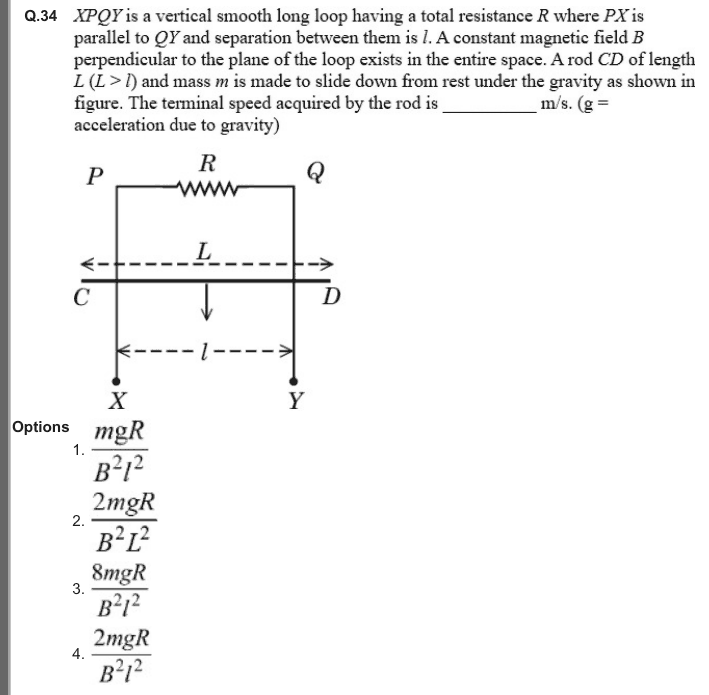 Q.34 XPQY is a vertical smooth long loop having a total resistance R where PX is
parallel to QY and separation between them is l. A constant magnetic field B
perpendicular to the plane of the loop exists in the entire space. A rod CD of length
L (L > l) and mass m is made to slide down from rest under the gravity as shown in
figure. The terminal speed acquired by the rod is __________ m/s. (g =
acceleration due to gravity)
P R Q
L
C D
l
X Y
Options
1. mgR
B²l²
2. 2mgR
B²L²
3. 8mgR
B²l²
4. 2mgR
B²l²